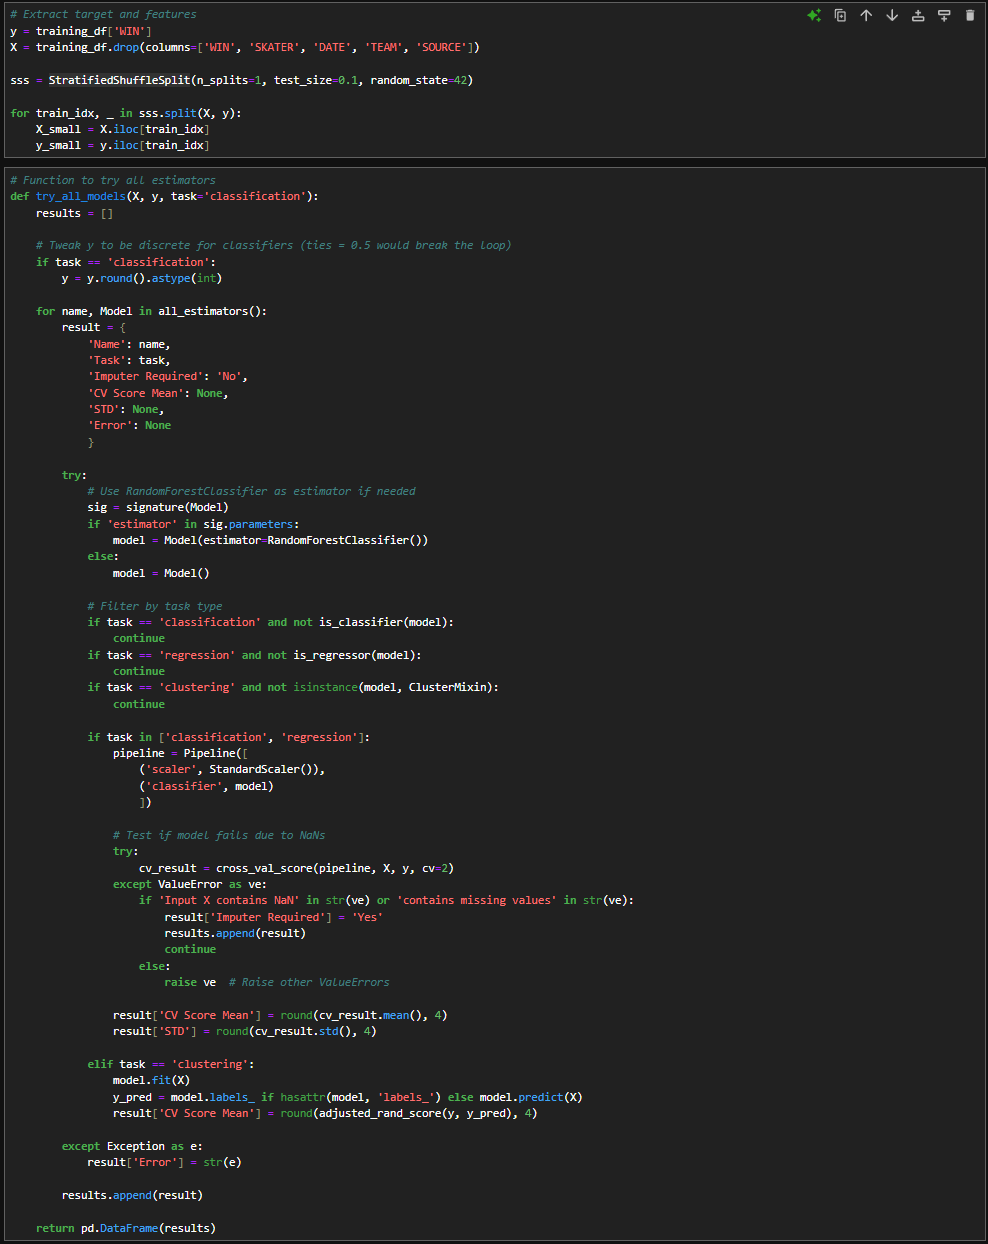 # Extract target and features
y = training_df['WIN']
X = training_df.drop(columns=['WIN', 'SKATER', 'DATE', 'TEAM', 'SOURCE'])

sss = StratifiedShuffleSplit(n_splits=1, test_size=0.1, random_state=42)

for train_idx, _ in sss.split(X, y):
    X_small = X.iloc[train_idx]
    y_small = y.iloc[train_idx]

# Function to try all estimators
def try_all_models(X, y, task='classification'):
    results = []

    # Tweak y to be discrete for classifiers (ties = 0.5 would break the loop)
    if task == 'classification':
        y = y.round().astype(int)

    for name, Model in all_estimators():
        result = {
            'Name': name,
            'Task': task,
            'Imputer Required': 'No',
            'CV Score Mean': None,
            'STD': None,
            'Error': None
            }

        try:
            # Use RandomForestClassifier as estimator if needed
            sig = signature(Model)
            if 'estimator' in sig.parameters:
                model = Model(estimator=RandomForestClassifier())
            else:
                model = Model()

            # Filter by task type
            if task == 'classification' and not is_classifier(model):
                continue
            if task == 'regression' and not is_regressor(model):
                continue
            if task == 'clustering' and not isinstance(model, ClusterMixin):
                continue

            if task in ['classification', 'regression']:
                pipeline = Pipeline([
                    ('scaler', StandardScaler()),
                    ('classifier', model)
                    ])

                # Test if model fails due to NaNs
                try:
                    cv_result = cross_val_score(pipeline, X, y, cv=2)
                except ValueError as ve:
                    if 'Input X contains NaN' in str(ve) or 'contains missing values' in str(ve):
                        result['Imputer Required'] = 'Yes'
                        results.append(result)
                        continue
                    else:
                        raise ve  # Raise other ValueErrors

                result['CV Score Mean'] = round(cv_result.mean(), 4)
                result['STD'] = round(cv_result.std(), 4)

            elif task == 'clustering':
                model.fit(X)
                y_pred = model.labels_ if hasattr(model, 'labels_') else model.predict(X)
                result['CV Score Mean'] = round(adjusted_rand_score(y, y_pred), 4)

        except Exception as e:
            result['Error'] = str(e)

        results.append(result)

    return pd.DataFrame(results)